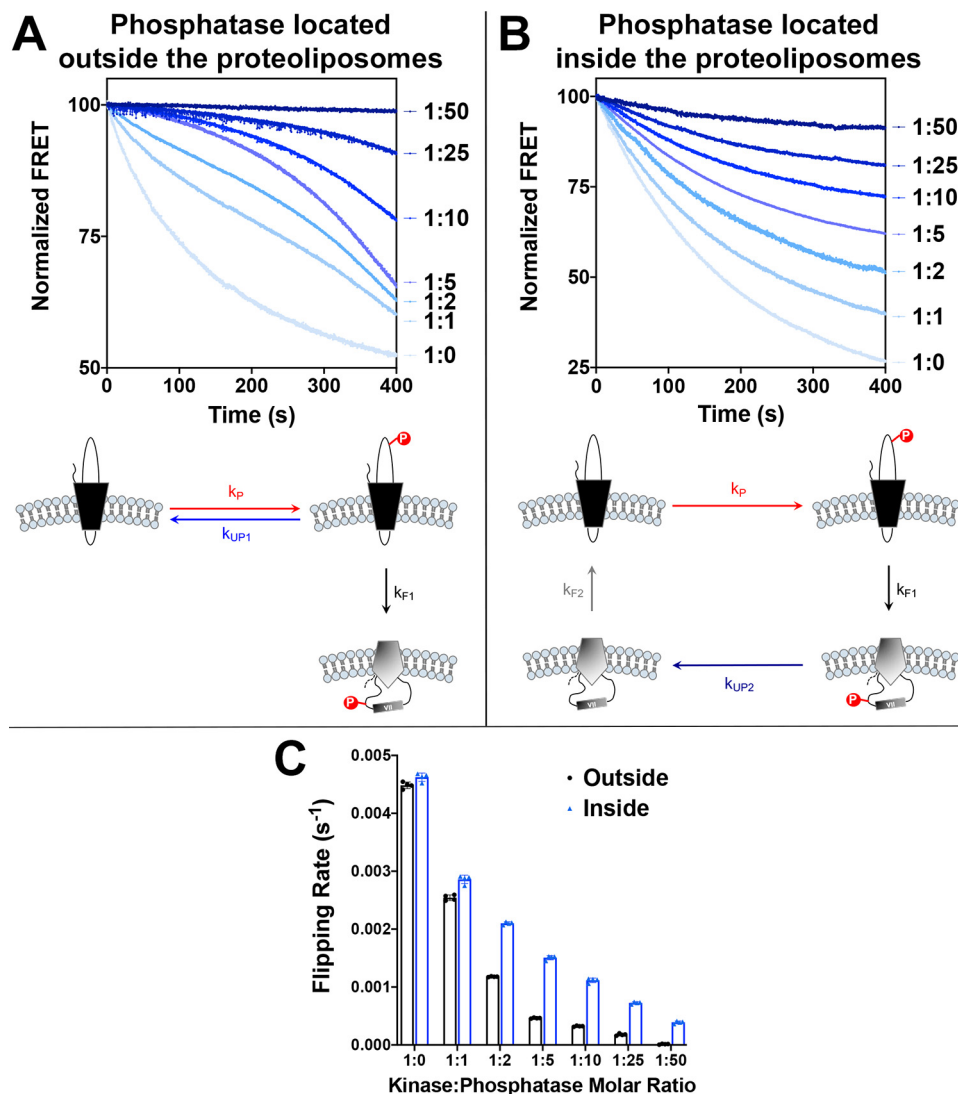 A
Phosphatase located
outside the proteoliposomes
Normalized FRET
100
75
50
0
100
200
300
400
Time (s)
1:50
1:25
1:10
1:5
1:2
1:1
1:0
P
kP
kUP1
kF1
P
VII
B
Phosphatase located
inside the proteoliposomes
Normalized FRET
100
75
50
25
0
100
200
300
400
Time (s)
1:50
1:25
1:10
1:5
1:2
1:1
1:0
P
kP
kF2
kF1
kUP2
VII
P
VII
C
Flipping Rate (s-1)
0.005
0.004
0.003
0.002
0.001
0.000
Outside
Inside
1:0 1:1 1:2 1:5 1:10 1:25 1:50
Kinase:Phosphatase Molar Ratio